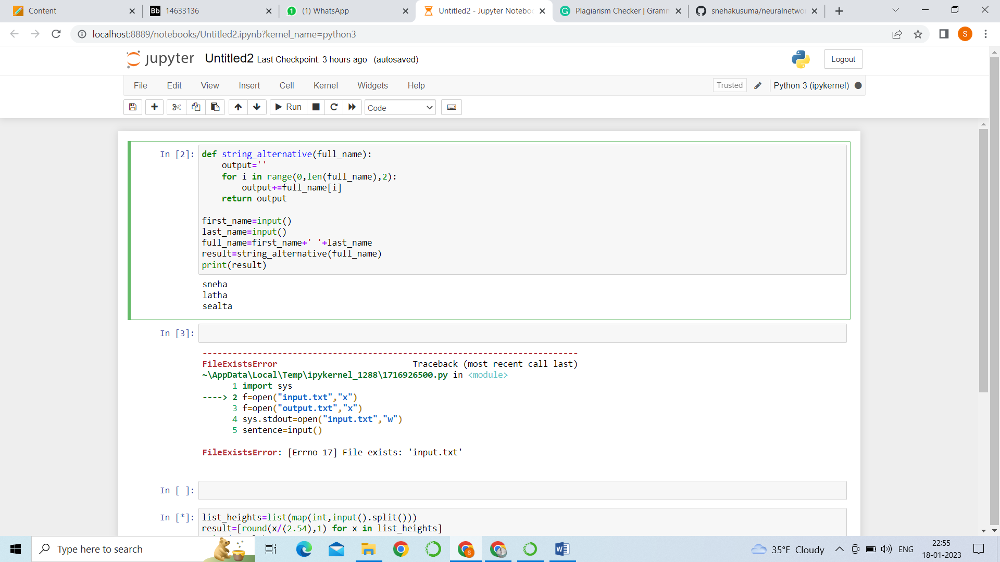 Content
14633136
(1) WhatsApp
Untitled2 - Jupyter Notebo
Plagiarism Checker | Gramm
snehakusuma/neuralnetwo
localhost:8889/notebooks/Untitled2.ipynb?kernel_name=python3
S
jupyter Untitled2 Last Checkpoint: 3 hours ago (autosaved)
Logout
File Edit View Insert Cell Kernel Widgets Help
Trusted Python 3 (ipykernel)
Run Code
In [2]: def string_alternative(full_name):
    output=''
    for i in range(0,len(full_name),2):
        output+=full_name[i]
    return output
first_name=input()
last_name=input()
full_name=first_name+' '+last_name
result=string_alternative(full_name)
print(result)
sneha
latha
sealta
In [3]:
---------------------------------------------------------------------------
FileExistsError                           Traceback (most recent call last)
~\AppData\Local\Temp\ipykernel_1288\1716926500.py in <module>
      1 import sys
----> 2 f=open("input.txt","x")
      3 f=open("output.txt","x")
      4 sys.stdout=open("input.txt","w")
      5 sentence=input()
FileExistsError: [Errno 17] File exists: 'input.txt'
In [ ]:
In [*]: list_heights=list(map(int,input().split()))
result=[round(x/(2.54),1) for x in list_heights]
Type here to search
35°F Cloudy
ENG
22:55
18-01-2023